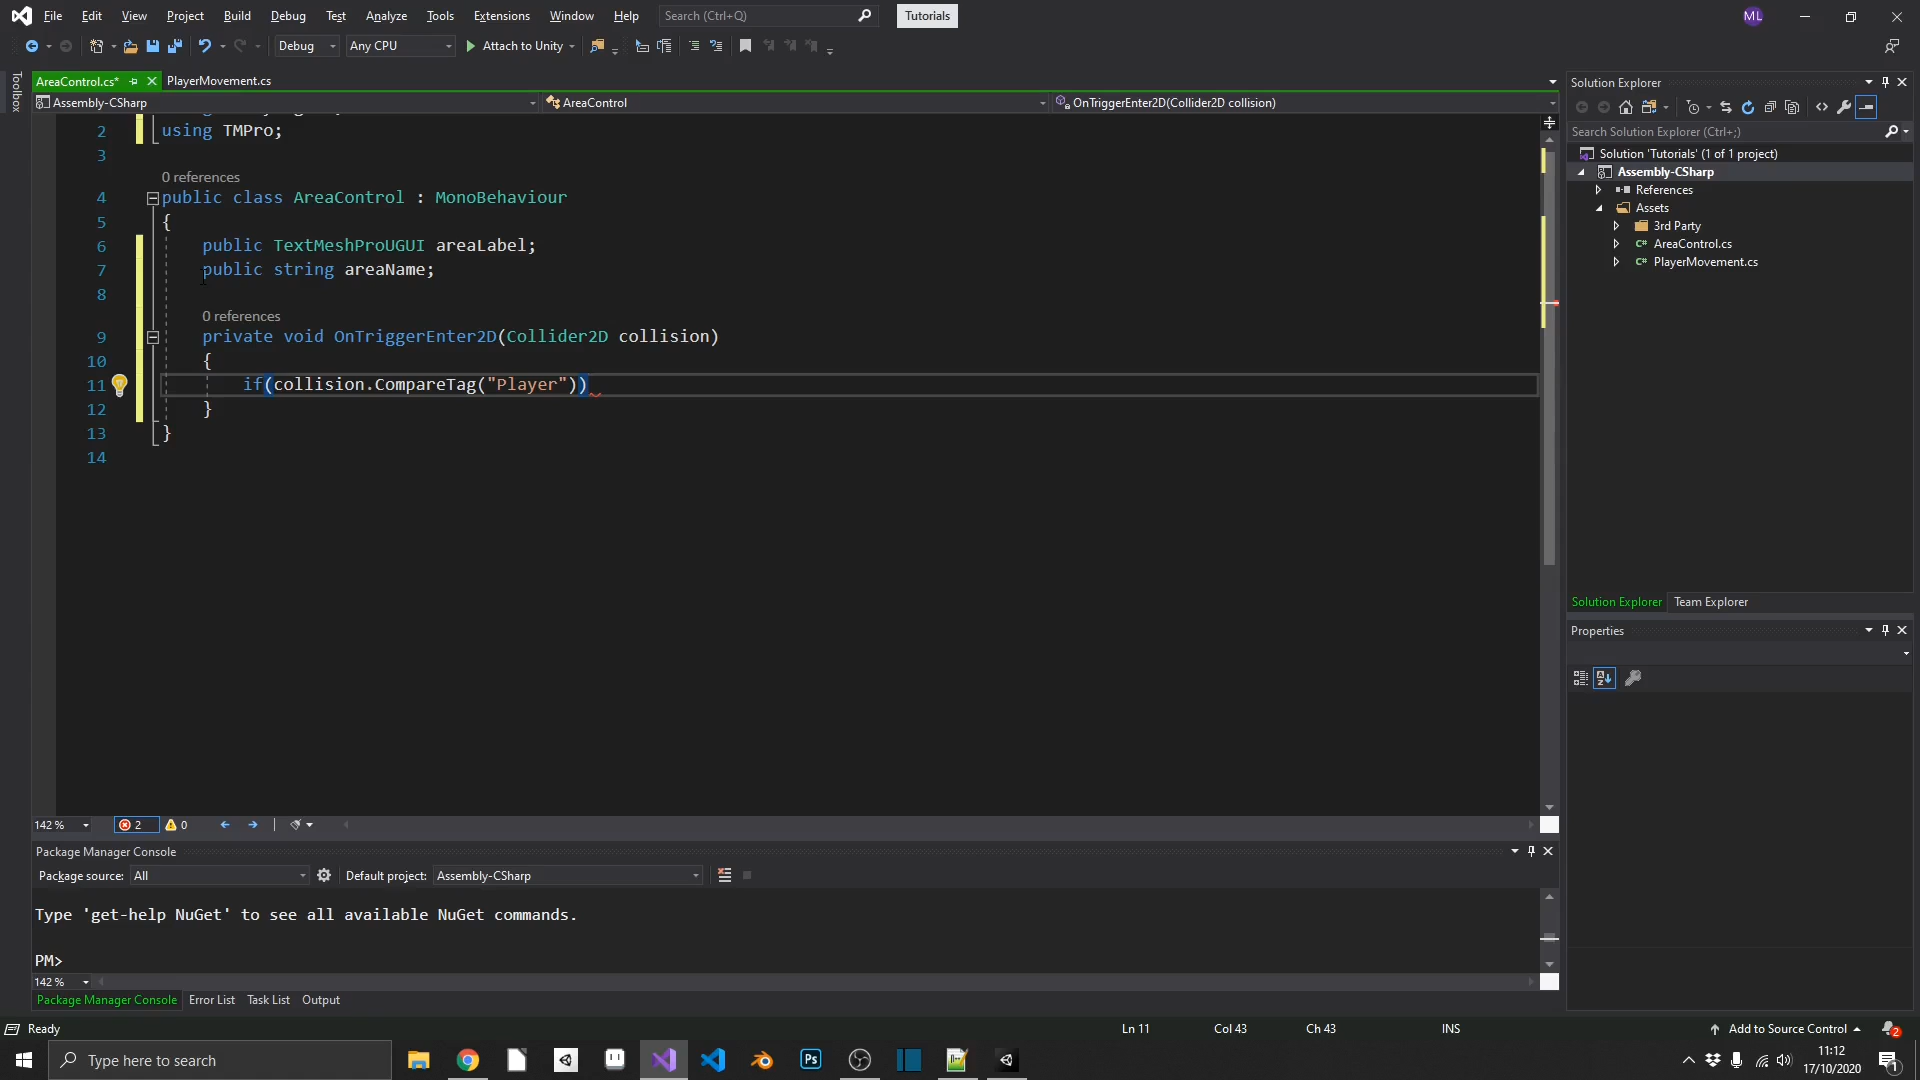 File Edit View Project Build Debug Test Analyze Tools Extensions Window Help Search (Ctrl+Q) Tutorials ML
Debug Any CPU Attach to Unity
Toolbox
AreaControl.cs* PlayerMovement.cs
Assembly-CSharp AreaControl OnTriggerEnter2D(Collider2D collision)
2 using TMPro;
3
0 references
4 public class AreaControl : MonoBehaviour
5 {
6 public TextMeshProUGUI areaLabel;
7 public string areaName;
8
0 references
9 private void OnTriggerEnter2D(Collider2D collision)
10 {
11 if(collision.CompareTag("Player"))
12 }
13 }
14
142 % 2 0
Package Manager Console
Package source: All Default project: Assembly-CSharp
Type 'get-help NuGet' to see all available NuGet commands.
PM>
142 %
Package Manager Console Error List Task List Output
Solution Explorer
Search Solution Explorer (Ctrl+;)
Solution 'Tutorials' (1 of 1 project)
Assembly-CSharp
References
Assets
3rd Party
C# AreaControl.cs
C# PlayerMovement.cs
Solution Explorer Team Explorer
Properties
Ready Ln 11 Col 43 Ch 43 INS Add to Source Control 2
Type here to search Ps 11:12
17/10/2020 1